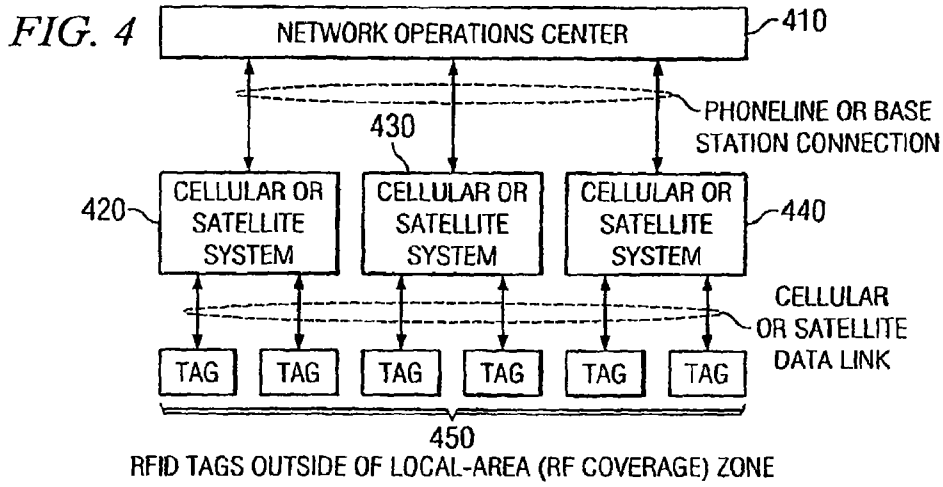 FIG. 4
NETWORK OPERATIONS CENTER
410
PHONELINE OR BASE
STATION CONNECTION
430
420
CELLULAR OR
SATELLITE
SYSTEM
CELLULAR OR
SATELLITE
SYSTEM
CELLULAR OR
SATELLITE
SYSTEM
440
CELLULAR
OR SATELLITE
DATA LINK
TAG
TAG
TAG
TAG
TAG
TAG
450
RFID TAGS OUTSIDE OF LOCAL-AREA (RF COVERAGE) ZONE